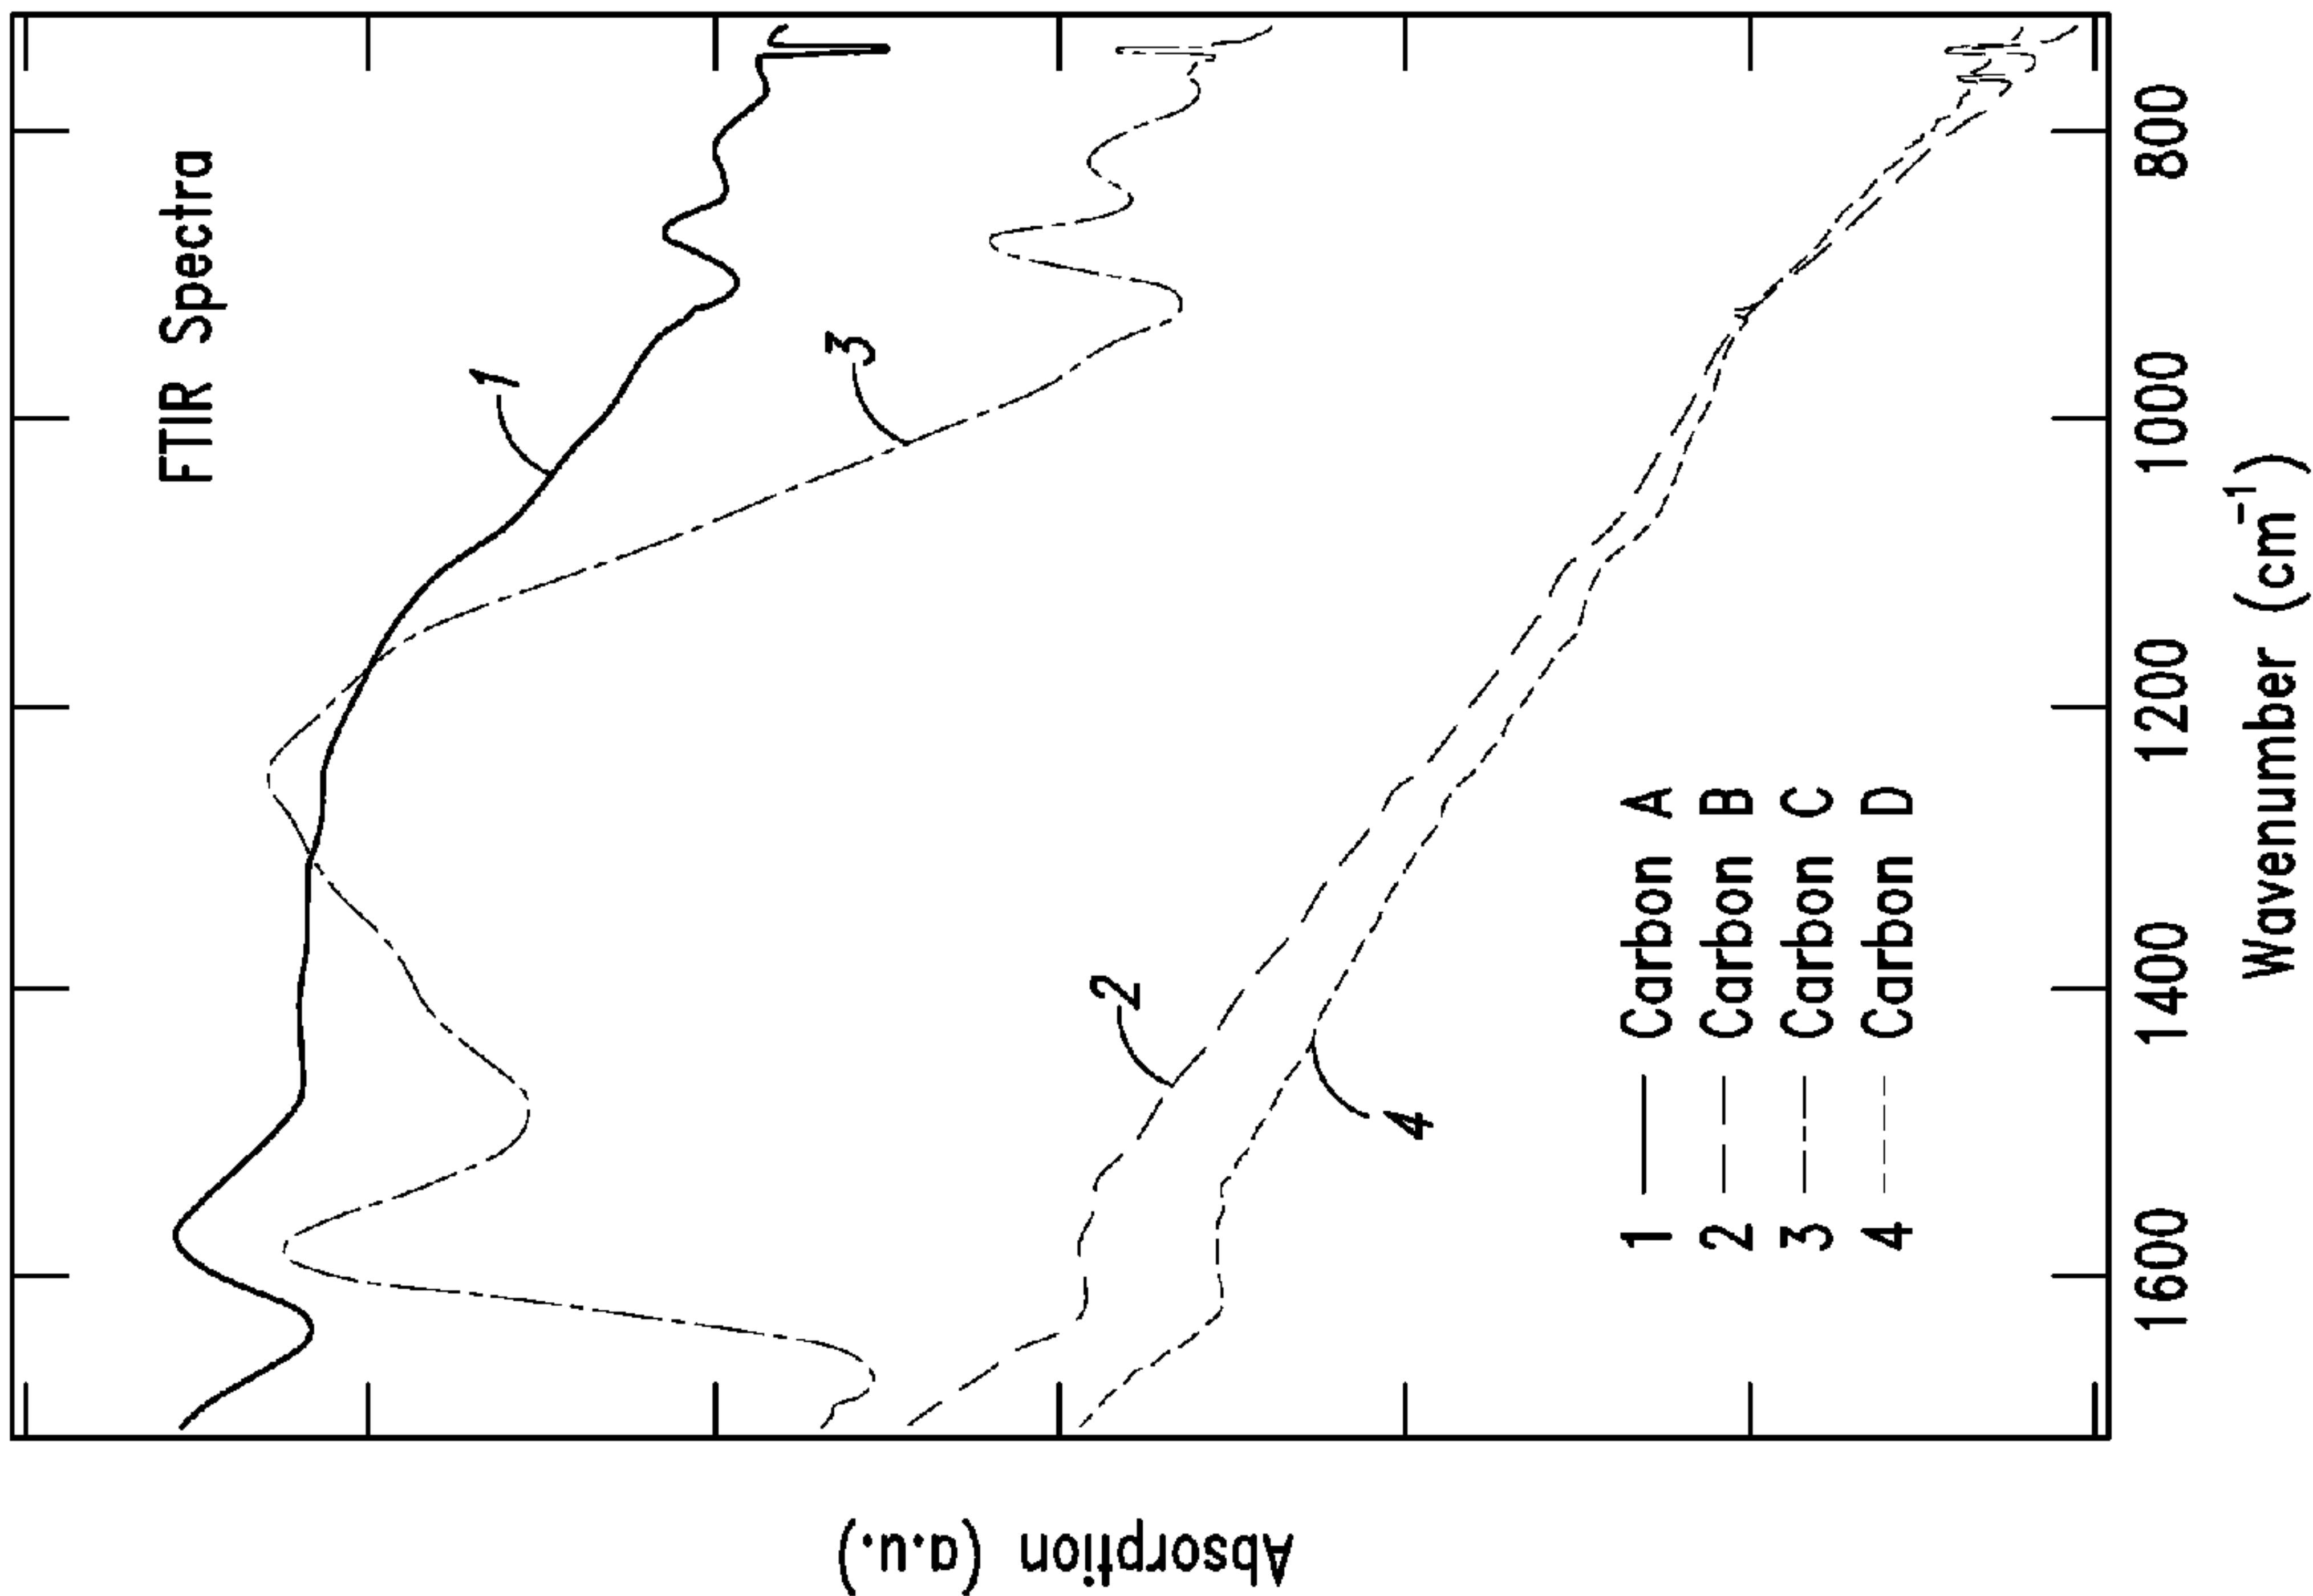 FTIR Spectra
1
3
2
4
1 Carbon A
2 Carbon B
3 Carbon C
4 Carbon D
1600 1400 1200 1000 800
Wavenumber (cm⁻¹)
Absorption (a.u.)